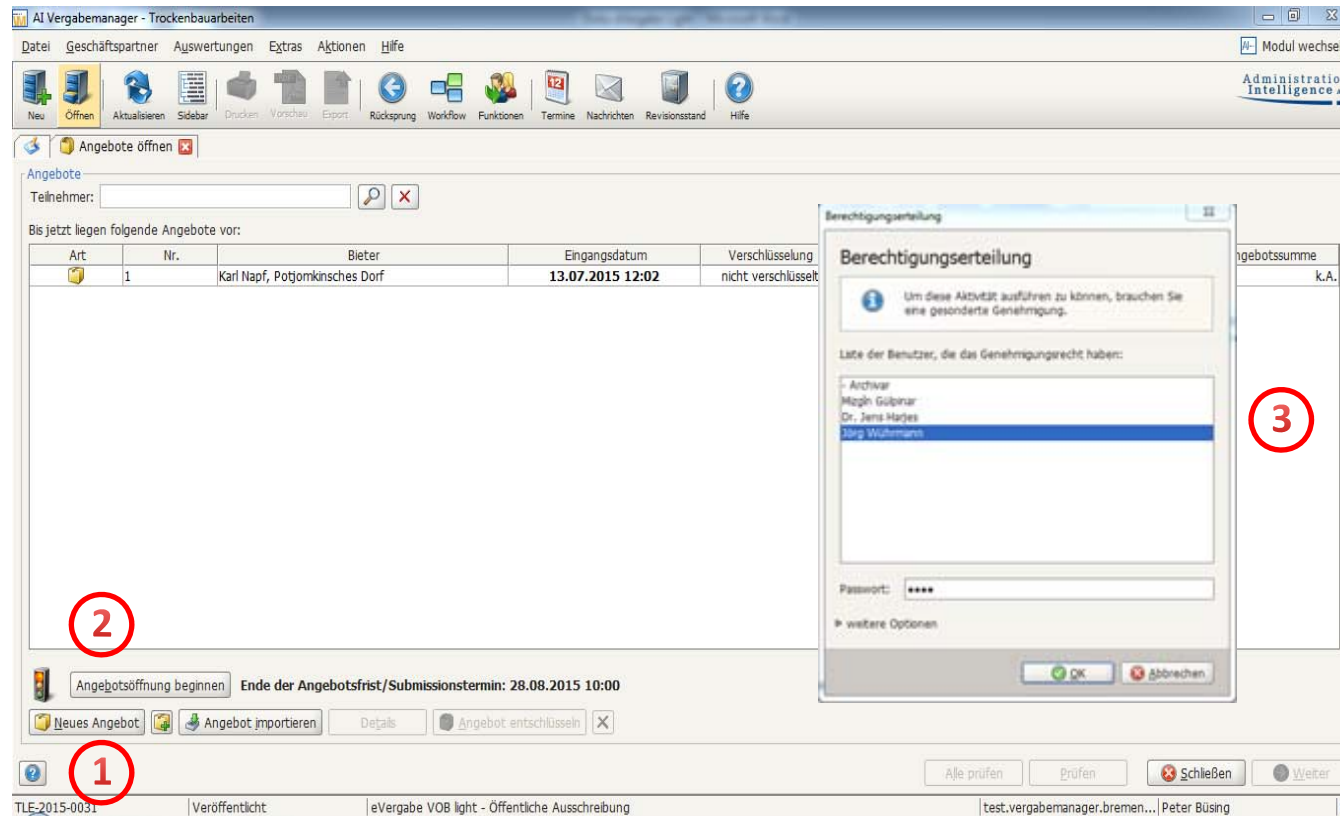 AI Vergabemanager - Trockenbauarbeiten
Datei Geschäftspartner Auswertungen Extras Aktionen Hilfe
Modul wechse
Neu Öffnen Aktualisieren Sidebar Drucken Vorschau Export Rücksprung Workflow Funktionen Termine Nachrichten Revisionsstand Hilfe
Administratio
Intelligence
Angebote öffnen
Angebote
Teilnehmer:
Bis jetzt liegen folgende Angebote vor:
Art Nr. Bieter Eingangsdatum Verschlüsselung ngebotssumme
1 Karl Napf, Potjomkinsches Dorf 13.07.2015 12:02 nicht verschlüsselt k.A.
Berechtigungserteilung
Berechtigungserteilung
Um diese Aktivität ausführen zu können, brauchen Sie
eine gesonderte Genehmigung.
Liste der Benutzer, die das Genehmigungsrecht haben:
- Archivar
Mizgin Gülpinar
Dr. Jens Harjes
Jörg Wührmann
Passwort: ••••
weitere Optionen
OK Abbrechen
3
2
Angebotsöffnung beginnen Ende der Angebotsfrist/Submissionstermin: 28.08.2015 10:00
Neues Angebot Angebot importieren Details Angebot entschlüsseln
1
Alle prüfen Prüfen Schließen Weiter
TLE-2015-0031 Veröffentlicht eVergabe VOB light - Öffentliche Ausschreibung test.vergabemanager.bremen... Peter Büsing